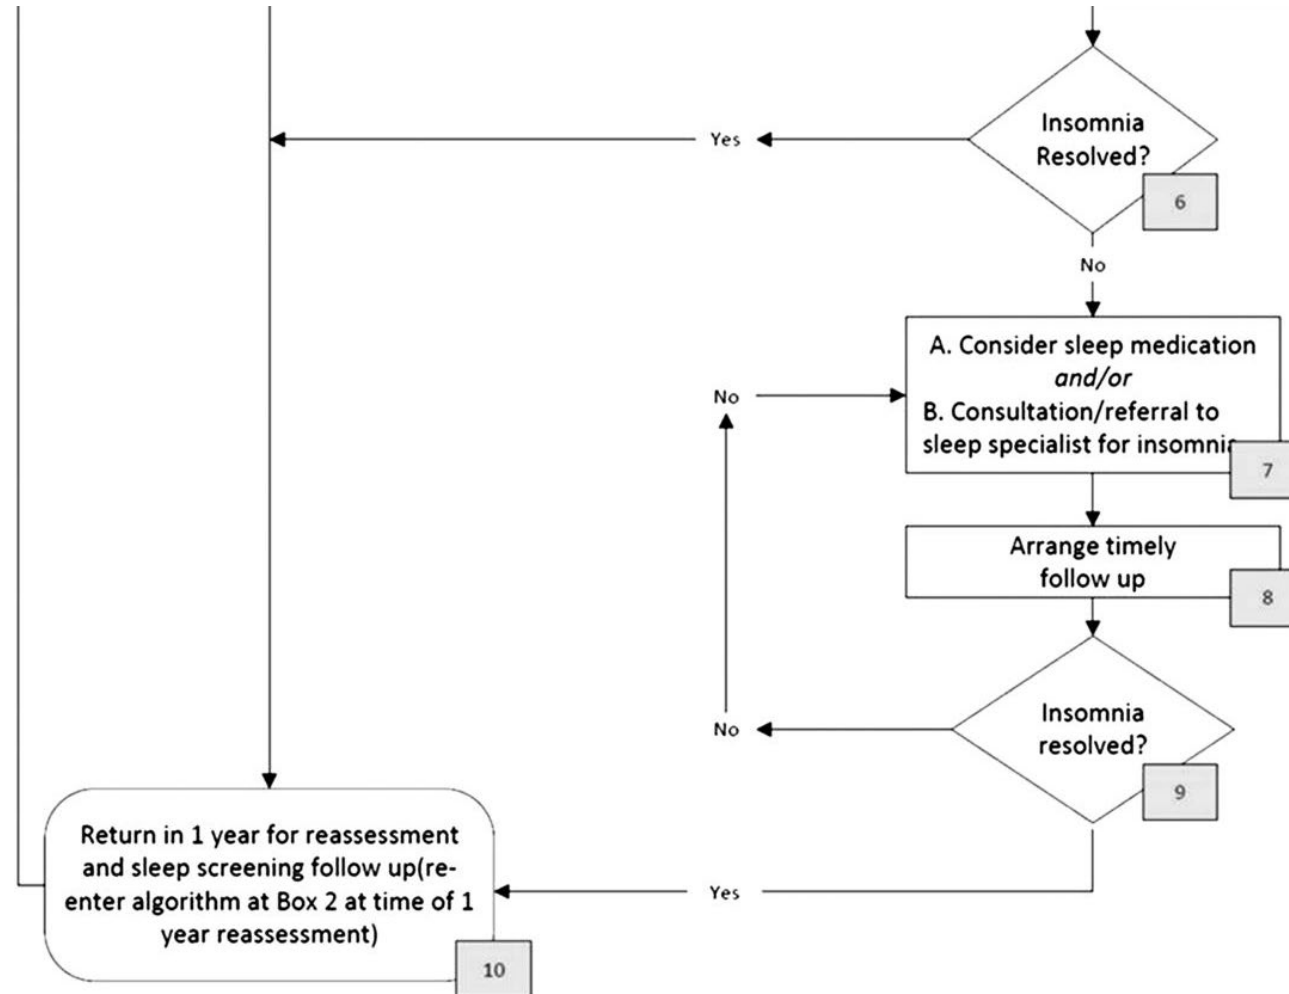 Insomnia
Resolved?
Yes
6
No
A. Consider sleep medication
and/or
No
B. Consultation/referral to
sleep specialist for insomnia
7
Arrange timely
follow up
8
Insomnia
resolved?
No
9
Return in 1 year for reassessment
and sleep screening follow up(re-
enter algorithm at Box 2 at time of 1
year reassessment)
Yes
10